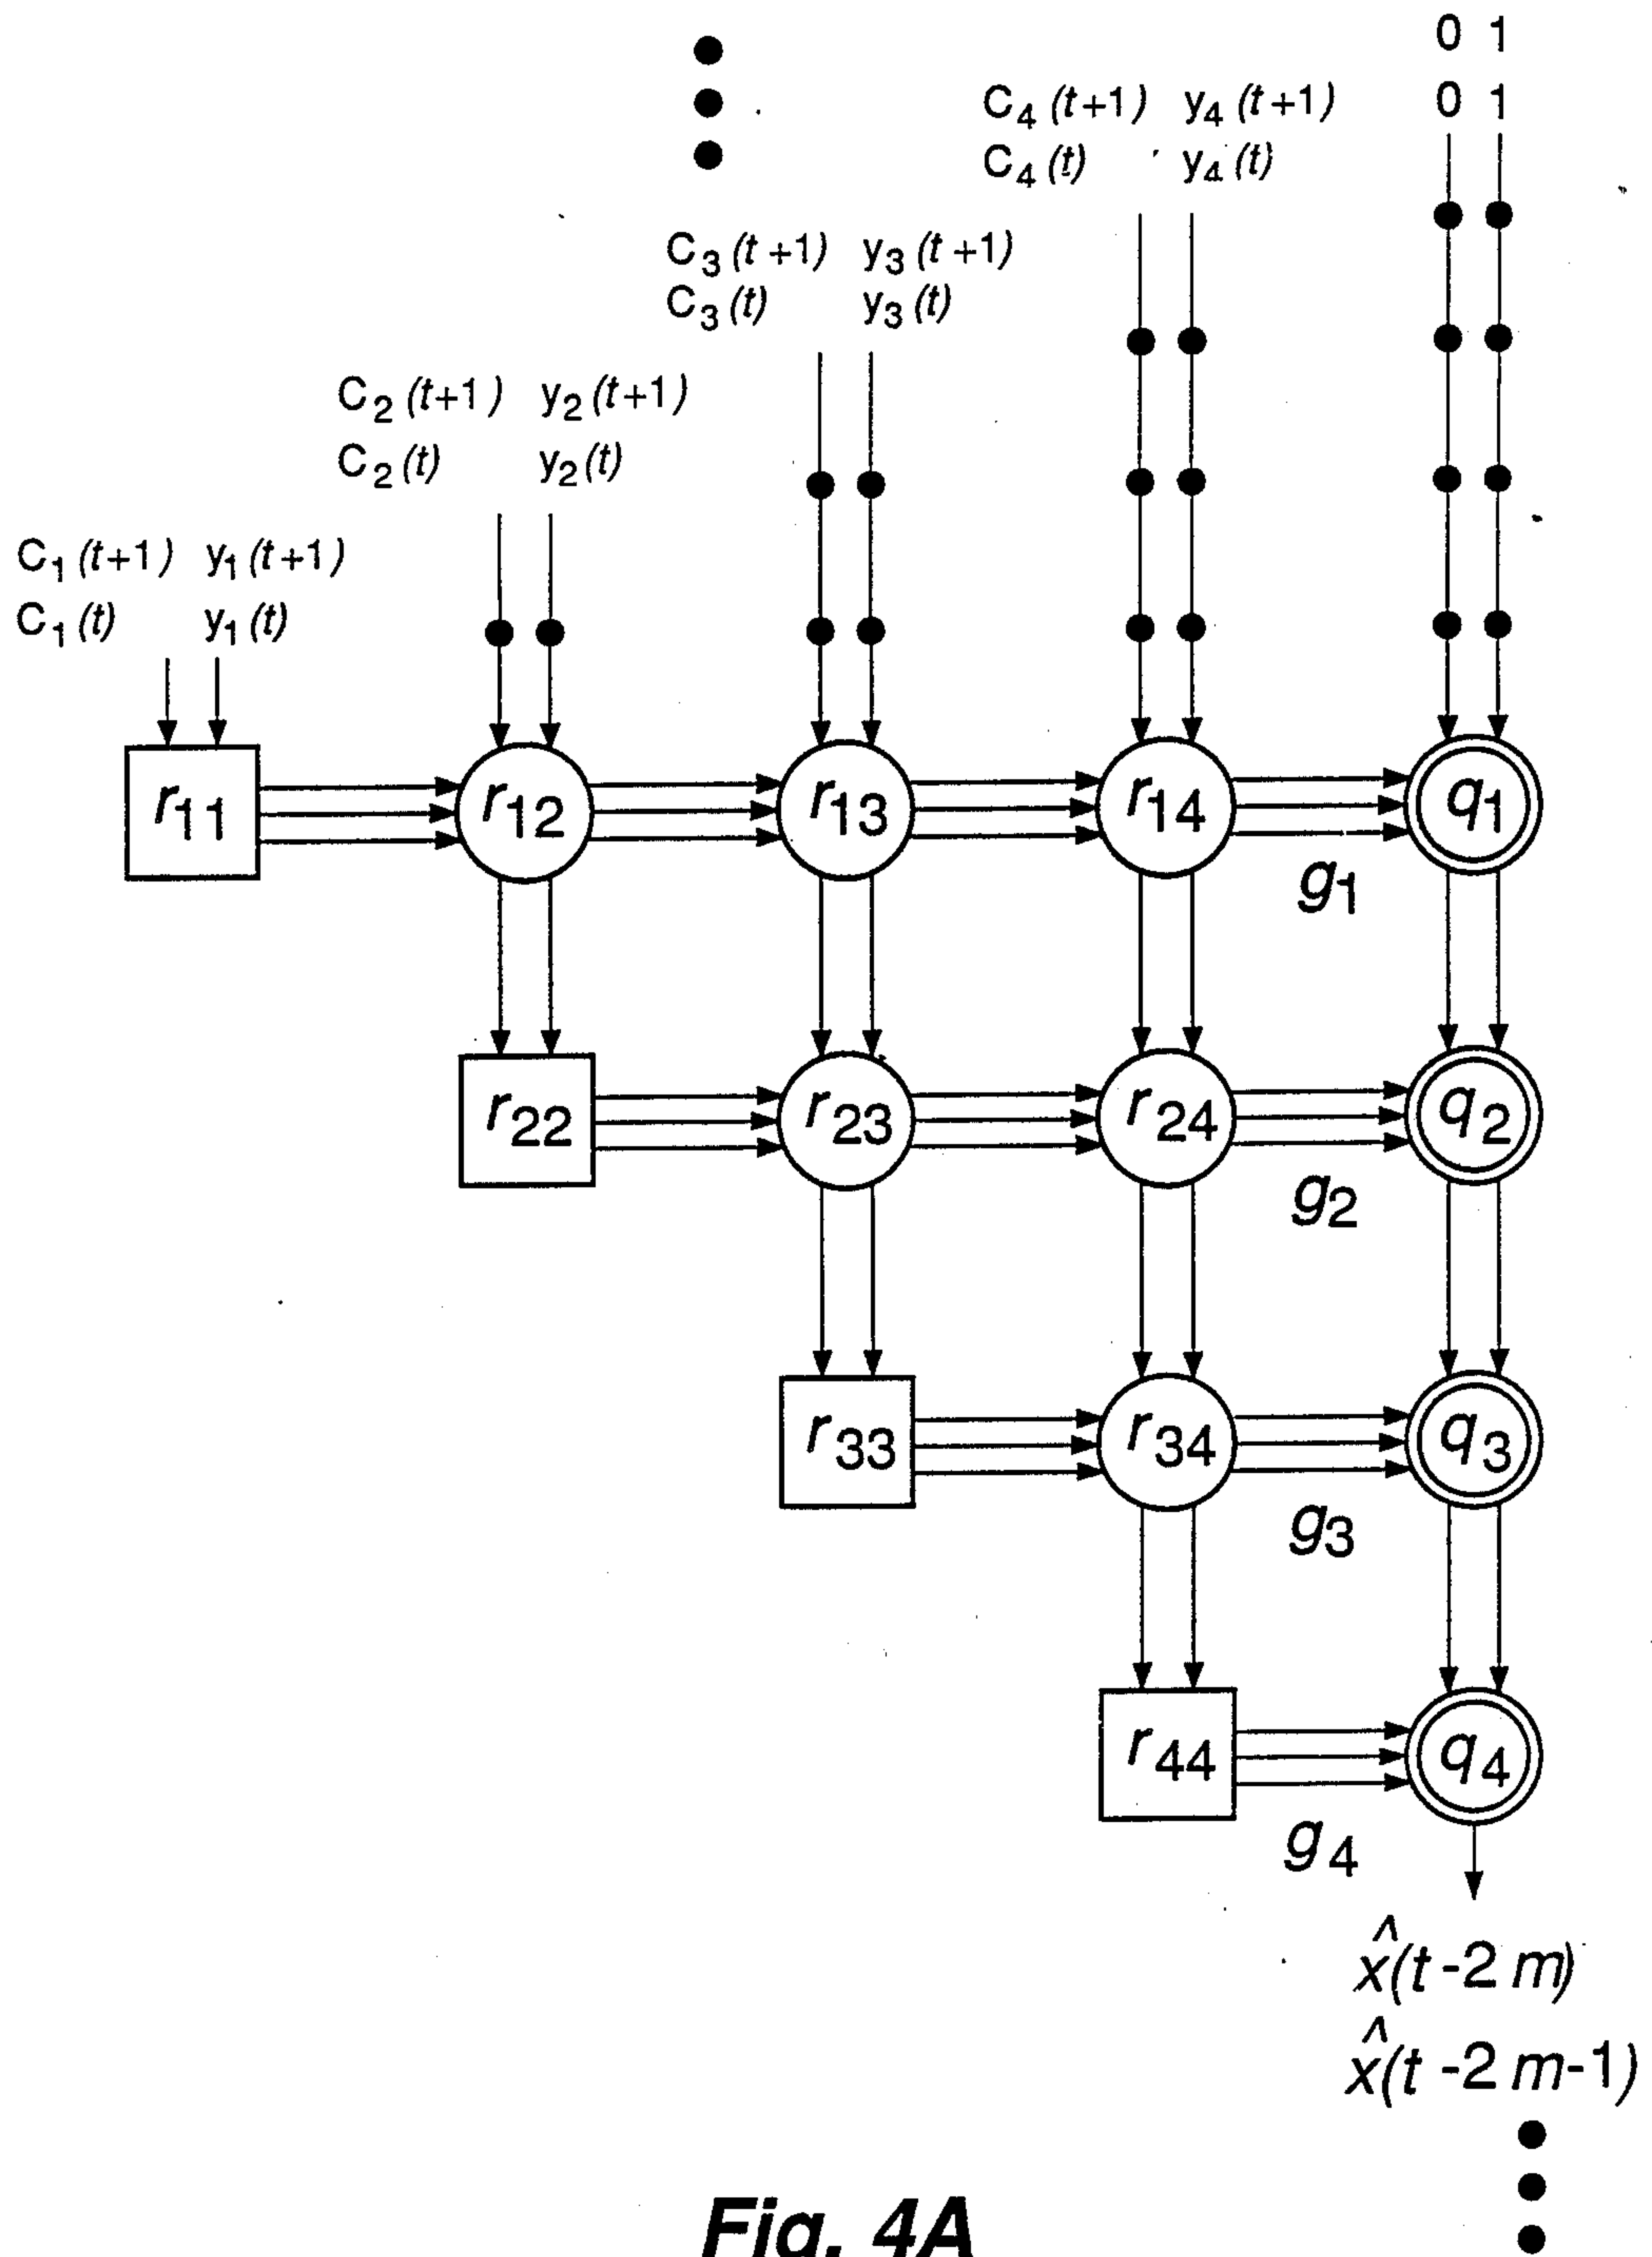 0 1
0 1
C4 (t+1) y4 (t+1)
C4 (t) y4 (t)
C3 (t+1) y3 (t+1)
C3 (t) y3 (t)
C2 (t+1) y2 (t+1)
C2 (t) y2 (t)
C1 (t+1) y1 (t+1)
C1 (t) y1 (t)
r11 r12 r13 r14 q1
g1
r22 r23 r24 q2
g2
r33 r34 q3
g3
r44 q4
g4
x̂(t-2m)
x̂(t-2m-1)
Fig. 4A